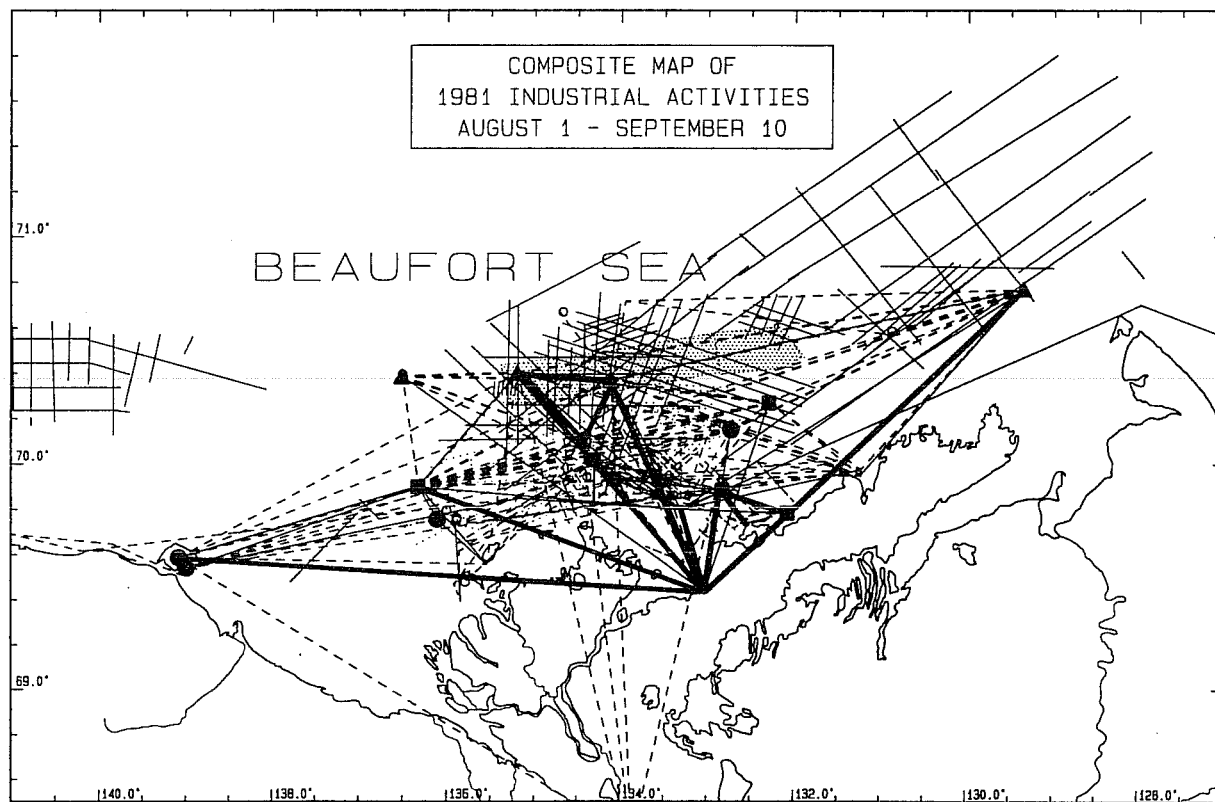 COMPOSITE MAP OF
1981 INDUSTRIAL ACTIVITIES
AUGUST 1 - SEPTEMBER 10
71.0°
BEAUFORT SEA
70.0°
69.0°
140.0° 138.0° 136.0° 134.0° 132.0° 130.0° 128.0°